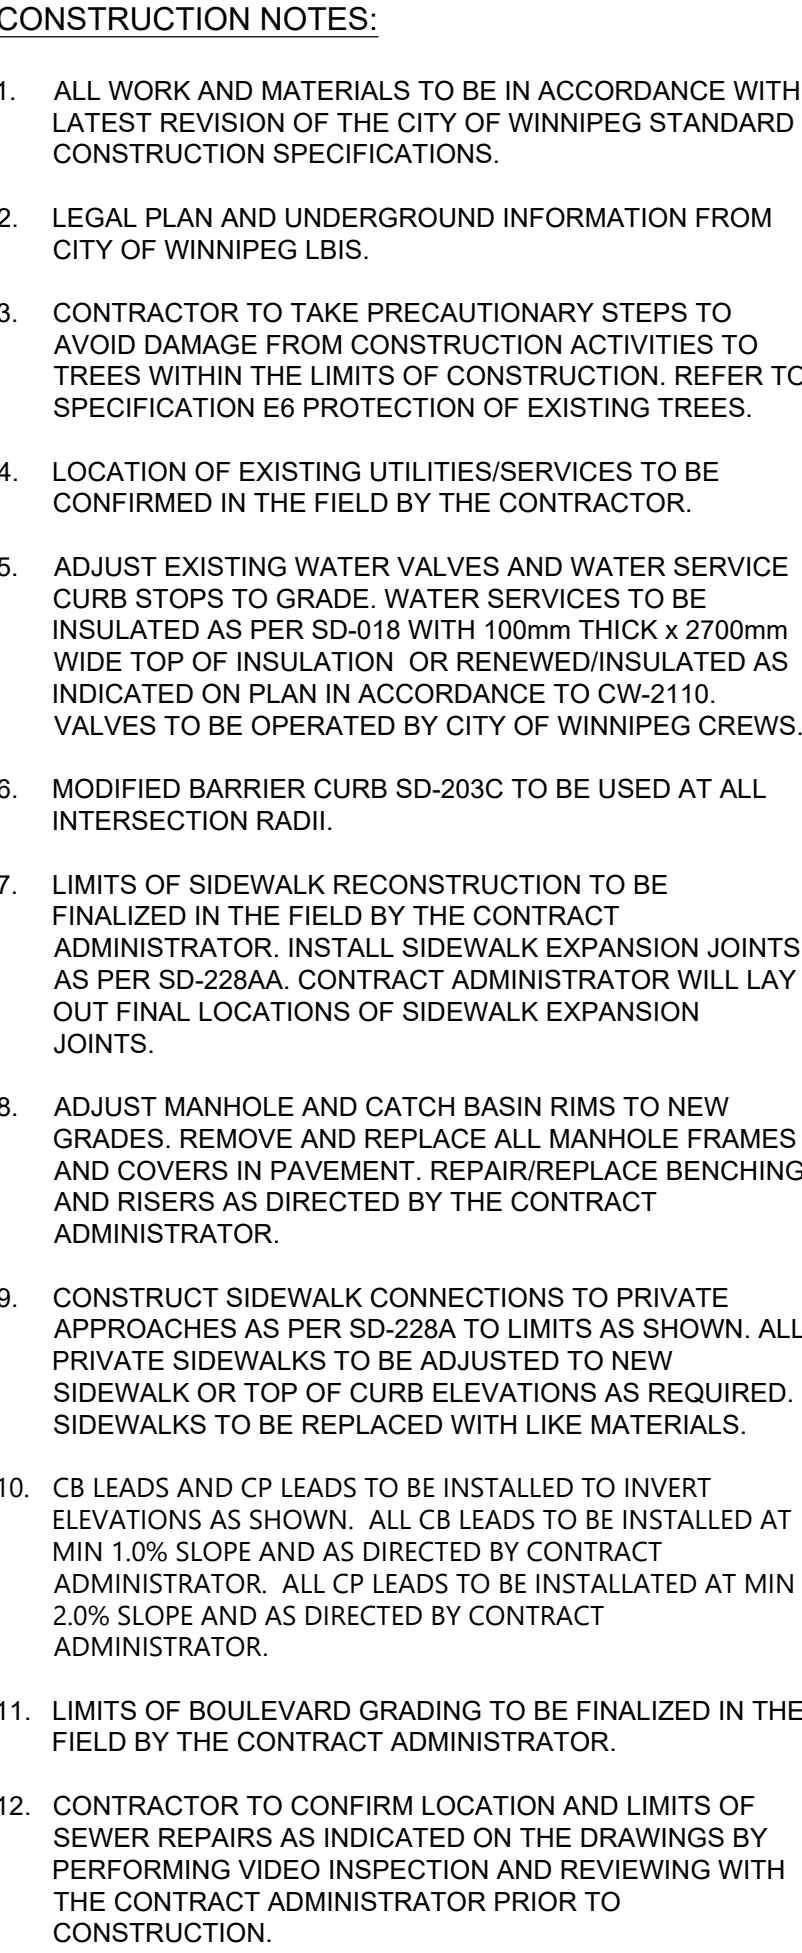 CONSTRUCTION NOTES:
1. ALL WORK AND MATERIALS TO BE IN ACCORDANCE WITH
LATEST REVISION OF THE CITY OF WINNIPEG STANDARD
CONSTRUCTION SPECIFICATIONS.
2. LEGAL PLAN AND UNDERGROUND INFORMATION FROM
CITY OF WINNIPEG LBIS.
3. CONTRACTOR TO TAKE PRECAUTIONARY STEPS TO
AVOID DAMAGE FROM CONSTRUCTION ACTIVITIES TO
TREES WITHIN THE LIMITS OF CONSTRUCTION. REFER TO
SPECIFICATION E6 PROTECTION OF EXISTING TREES.
4. LOCATION OF EXISTING UTILITIES/SERVICES TO BE
CONFIRMED IN THE FIELD BY THE CONTRACTOR.
5. ADJUST EXISTING WATER VALVES AND WATER SERVICE
CURB STOPS TO GRADE. WATER SERVICES TO BE
INSULATED AS PER SD-018 WITH 100mm THICK x 2700mm
WIDE TOP OF INSULATION OR RENEWED/INSULATED AS
INDICATED ON PLAN IN ACCORDANCE TO CW-2110.
VALVES TO BE OPERATED BY CITY OF WINNIPEG CREWS.
6. MODIFIED BARRIER CURB SD-203C TO BE USED AT ALL
INTERSECTION RADII.
7. LIMITS OF SIDEWALK RECONSTRUCTION TO BE
FINALIZED IN THE FIELD BY THE CONTRACT
ADMINISTRATOR. INSTALL SIDEWALK EXPANSION JOINTS
AS PER SD-228AA. CONTRACT ADMINISTRATOR WILL LAY
OUT FINAL LOCATIONS OF SIDEWALK EXPANSION
JOINTS.
8. ADJUST MANHOLE AND CATCH BASIN RIMS TO NEW
GRADES. REMOVE AND REPLACE ALL MANHOLE FRAMES
AND COVERS IN PAVEMENT. REPAIR/REPLACE BENCHING
AND RISERS AS DIRECTED BY THE CONTRACT
ADMINISTRATOR.
9. CONSTRUCT SIDEWALK CONNECTIONS TO PRIVATE
APPROACHES AS PER SD-228A TO LIMITS AS SHOWN. ALL
PRIVATE SIDEWALKS TO BE ADJUSTED TO NEW
SIDEWALK OR TOP OF CURB ELEVATIONS AS REQUIRED.
SIDEWALKS TO BE REPLACED WITH LIKE MATERIALS.
10. CB LEADS AND CP LEADS TO BE INSTALLED TO INVERT
ELEVATIONS AS SHOWN. ALL CB LEADS TO BE INSTALLED AT
MIN 1.0% SLOPE AND AS DIRECTED BY CONTRACT
ADMINISTRATOR. ALL CP LEADS TO BE INSTALLATED AT MIN
2.0% SLOPE AND AS DIRECTED BY CONTRACT
ADMINISTRATOR.
11. LIMITS OF BOULEVARD GRADING TO BE FINALIZED IN THE
FIELD BY THE CONTRACT ADMINISTRATOR.
12. CONTRACTOR TO CONFIRM LOCATION AND LIMITS OF
SEWER REPAIRS AS INDICATED ON THE DRAWINGS BY
PERFORMING VIDEO INSPECTION AND REVIEWING WITH
THE CONTRACT ADMINISTRATOR PRIOR TO
CONSTRUCTION.